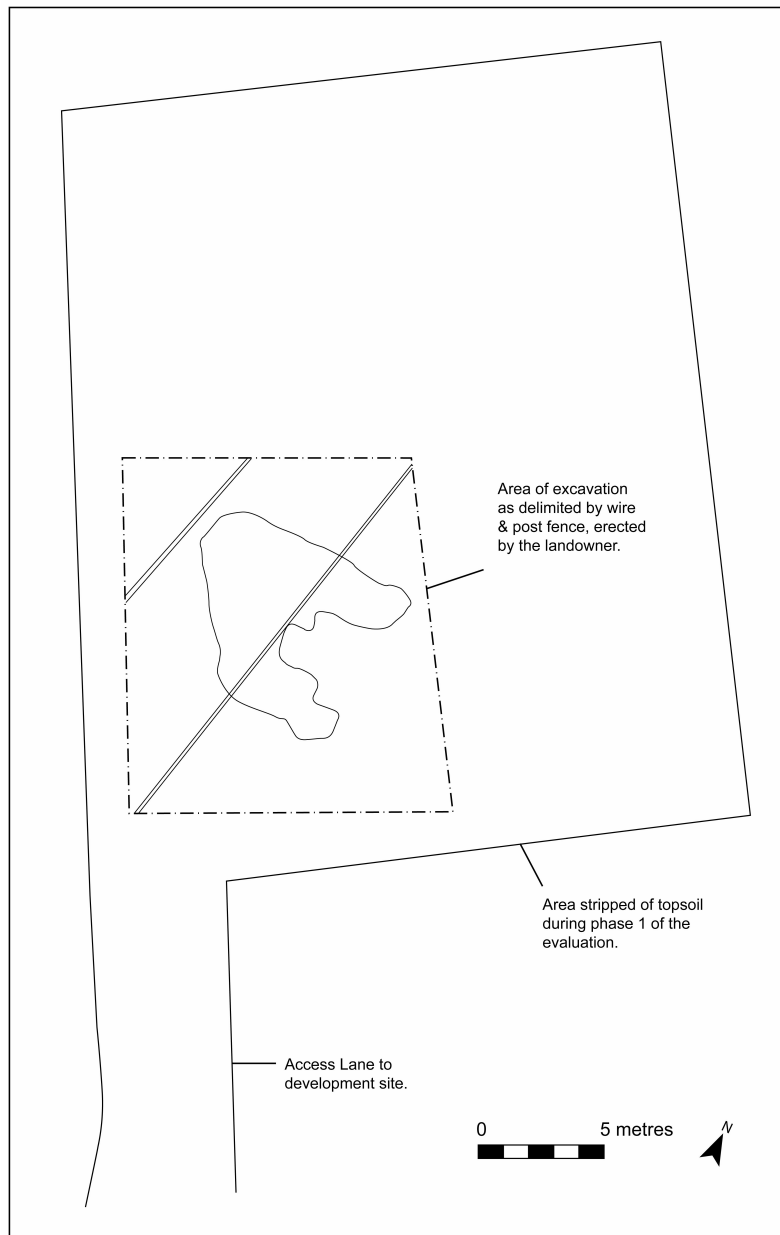 Area of excavation
as delimited by wire
& post fence, erected
by the landowner.
Area stripped of topsoil
during phase 1 of the
evaluation.
Access Lane to
development site.
0 5 metres
N